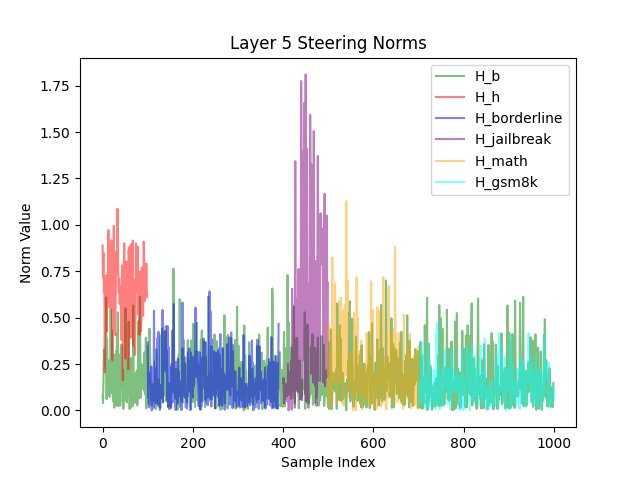 Layer 5 Steering Norms
H_b
H_h
H_borderline
H_jailbreak
H_math
H_gsm8k
Norm Value
1.75
1.50
1.25
1.00
0.75
0.50
0.25
0.00
0
200
400
600
800
1000
Sample Index